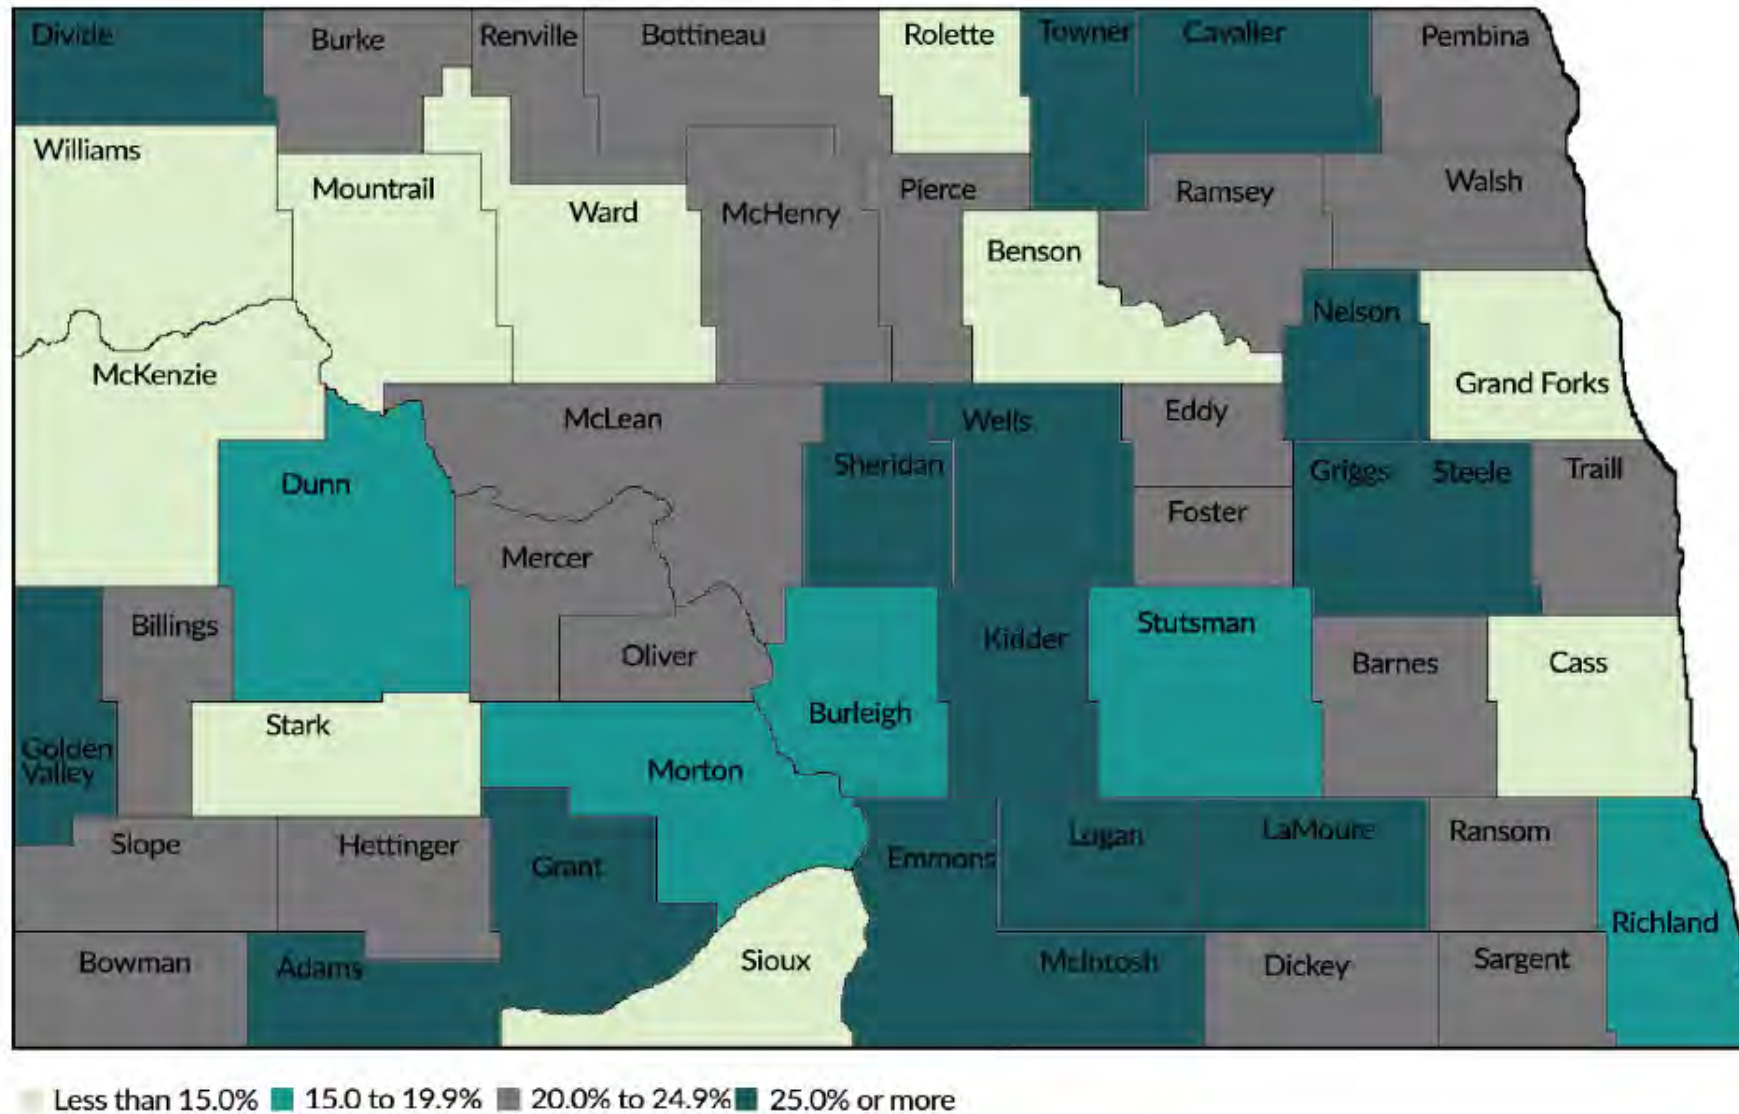 Divide
Burke
Renville
Bottineau
Rolette
Towner
Cavalier
Pembina
Williams
Mountrail
Ward
McHenry
Pierce
Benson
Ramsey
Walsh
Nelson
Grand Forks
McKenzie
Dunn
McLean
Sheridan
Wells
Eddy
Foster
Griggs
Steele
Traill
Mercer
Oliver
Billings
Golden
Valley
Stark
Morton
Burleigh
Kidder
Stutsman
Barnes
Cass
Slope
Hettinger
Grant
Emmons
Logan
LaMoure
Ransom
Richland
Bowman
Adams
Sioux
McIntosh
Dickey
Sargent
Less than 15.0% 15.0 to 19.9% 20.0% to 24.9% 25.0% or more